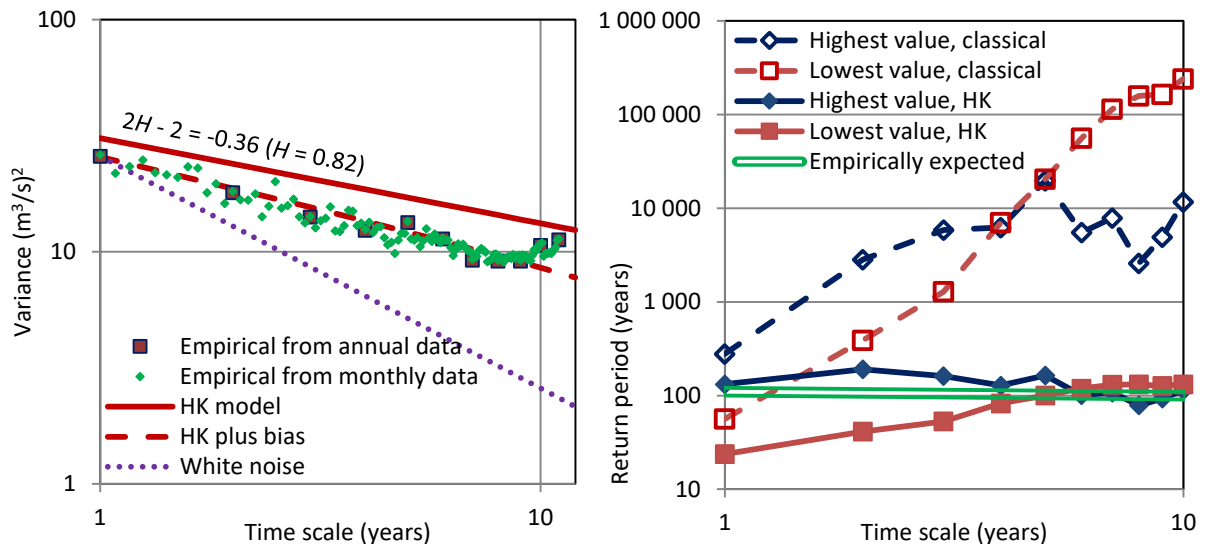 100
10
1
Variance (m³/s)²
2H - 2 = -0.36 (H = 0.82)
Empirical from annual data
Empirical from monthly data
HK model
HK plus bias
White noise
1
10
Time scale (years)
1 000 000
100 000
10 000
1 000
100
10
Return period (years)
Highest value, classical
Lowest value, classical
Highest value, HK
Lowest value, HK
Empirically expected
1
10
Time scale (years)